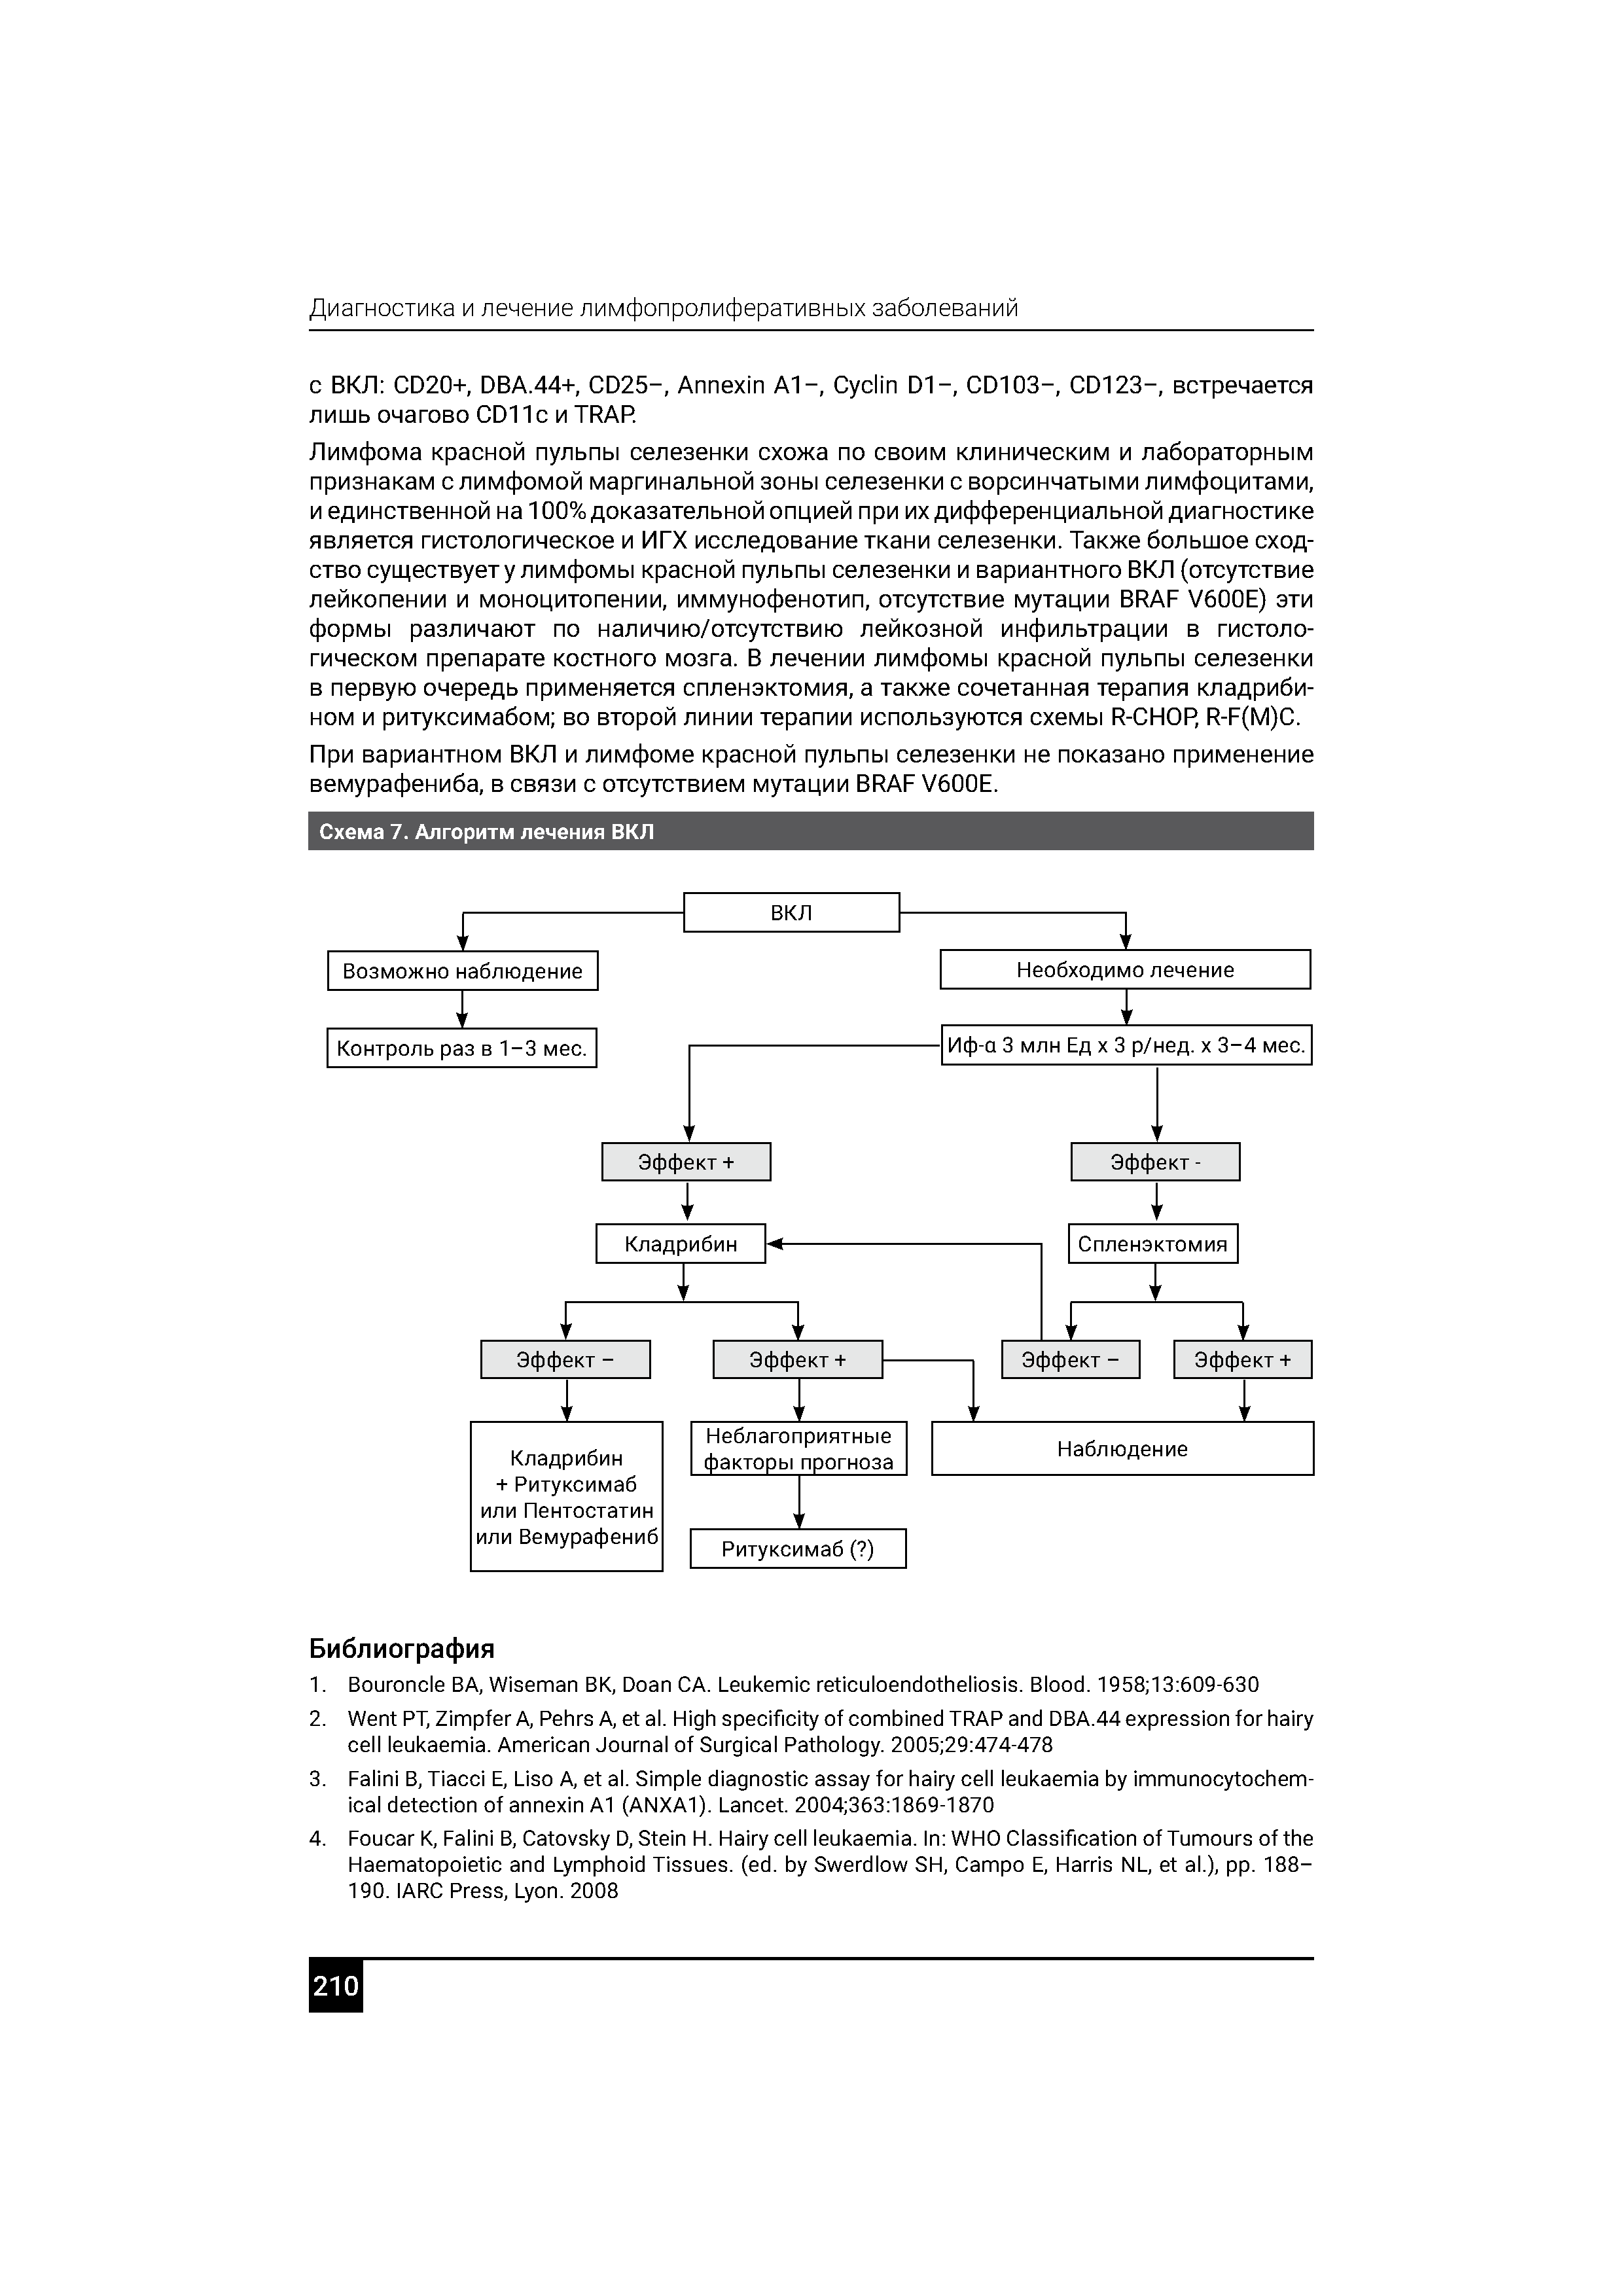 Диагностика и лечение лимфопролиферативных заболеваний
с ВКЛ: CD20+, DBA.44+, CD25–, Annexin A1–, Cyclin D1–, CD103–, CD123–, встречается
лишь очагово CD11c и TRAP.
Лимфома красной пульпы селезенки схожа по своим клиническим и лабораторным
признакам с лимфомой маргинальной зоны селезенки с ворсинчатыми лимфоцитами,
и единственной на 100% доказательной опцией при их дифференциальной диагностике
является гистологическое и ИГХ исследование ткани селезенки. Также большое сход-
ство существует у лимфомы красной пульпы селезенки и вариантного ВКЛ (отсутствие
лейкопении и моноцитопении, иммунофенотип, отсутствие мутации BRAF V600E) эти
формы различают по наличию/отсутствию лейкозной инфильтрации в гистоло-
гическом препарате костного мозга. В лечении лимфомы красной пульпы селезенки
в первую очередь применяется спленэктомия, а также сочетанная терапия кладриби-
ном и ритуксимабом; во второй линии терапии используются схемы R-CHOP, R-F(M)C.
При вариантном ВКЛ и лимфоме красной пульпы селезенки не показано применение
вемурафениба, в связи с отсутствием мутации BRAF V600E.
Схема 7. Алгоритм лечения ВКЛ
ВКЛ
Возможно наблюдение
Необходимо лечение
Контроль раз в 1–3 мес.
Иф-α 3 млн Ед х 3 р/нед. х 3–4 мес.
Эффект +
Эффект -
Кладрибин
Спленэктомия
Эффект –
Эффект +
Эффект –
Эффект +
Кладрибин
+ Ритуксимаб
или Пентостатин
или Вемурафениб
Неблагоприятные
факторы прогноза
Наблюдение
Ритуксимаб (?)
Библиография
1. Bouroncle BA, Wiseman BK, Doan CA. Leukemic reticuloendotheliosis. Blood. 1958;13:609-630
2. Went PT, Zimpfer A, Pehrs A, et al. High specificity of combined TRAP and DBA.44 expression for hairy
cell leukaemia. American Journal of Surgical Pathology. 2005;29:474-478
3. Falini B, Tiacci E, Liso A, et al. Simple diagnostic assay for hairy cell leukaemia by immunocytochem-
ical detection of annexin A1 (ANXA1). Lancet. 2004;363:1869-1870
4. Foucar K, Falini B, Catovsky D, Stein H. Hairy cell leukaemia. In: WHO Classification of Tumours of the
Haematopoietic and Lymphoid Tissues. (ed. by Swerdlow SH, Campo E, Harris NL, et al.), pp. 188–
190. IARC Press, Lyon. 2008
210